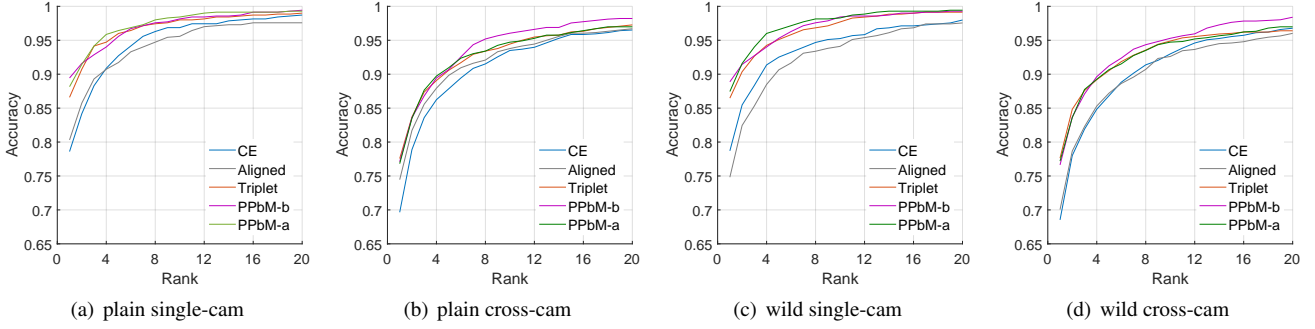 1
0.95
0.9
0.85
0.8
0.75
0.7
0.65
Accuracy
0 4 8 12 16 20
Rank
CE
Aligned
Triplet
PPbM-b
PPbM-a
(a) plain single-cam
1
0.95
0.9
0.85
0.8
0.75
0.7
0.65
Accuracy
0 4 8 12 16 20
Rank
CE
Aligned
Triplet
PPbM-b
PPbM-a
(b) plain cross-cam
1
0.95
0.9
0.85
0.8
0.75
0.7
0.65
Accuracy
0 4 8 12 16 20
Rank
CE
Aligned
Triplet
PPbM-b
PPbM-a
(c) wild single-cam
1
0.95
0.9
0.85
0.8
0.75
0.7
0.65
Accuracy
0 4 8 12 16 20
Rank
CE
Aligned
Triplet
PPbM-b
PPbM-a
(d) wild cross-cam